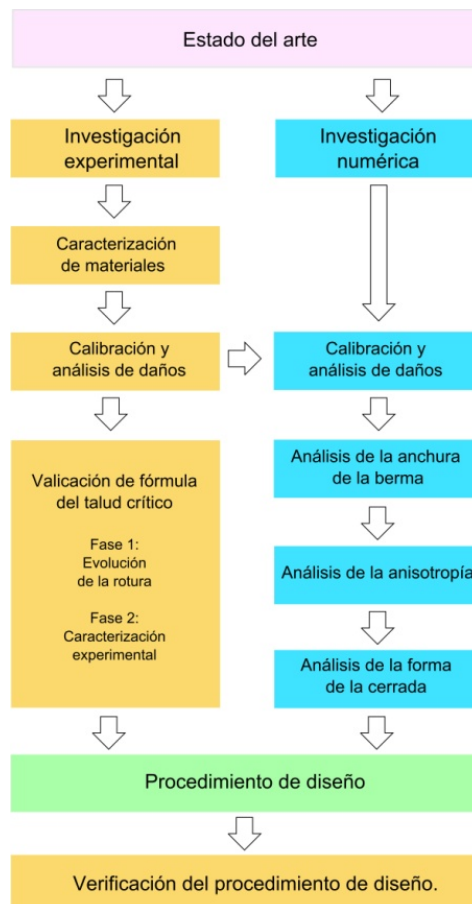 Estado del arte
Investigación
experimental
Investigación
numérica
Caracterización
de materiales
Calibración y
análisis de daños
Calibración y
análisis de daños
Valicación de fórmula
del talud crítico
Fase 1:
Evolución
de la rotura
Fase 2:
Caracterización
experimental
Análisis de la anchura
de la berma
Análisis de la anisotropía
Análisis de la forma
de la cerrada
Procedimiento de diseño
Verificación del procedimiento de diseño.